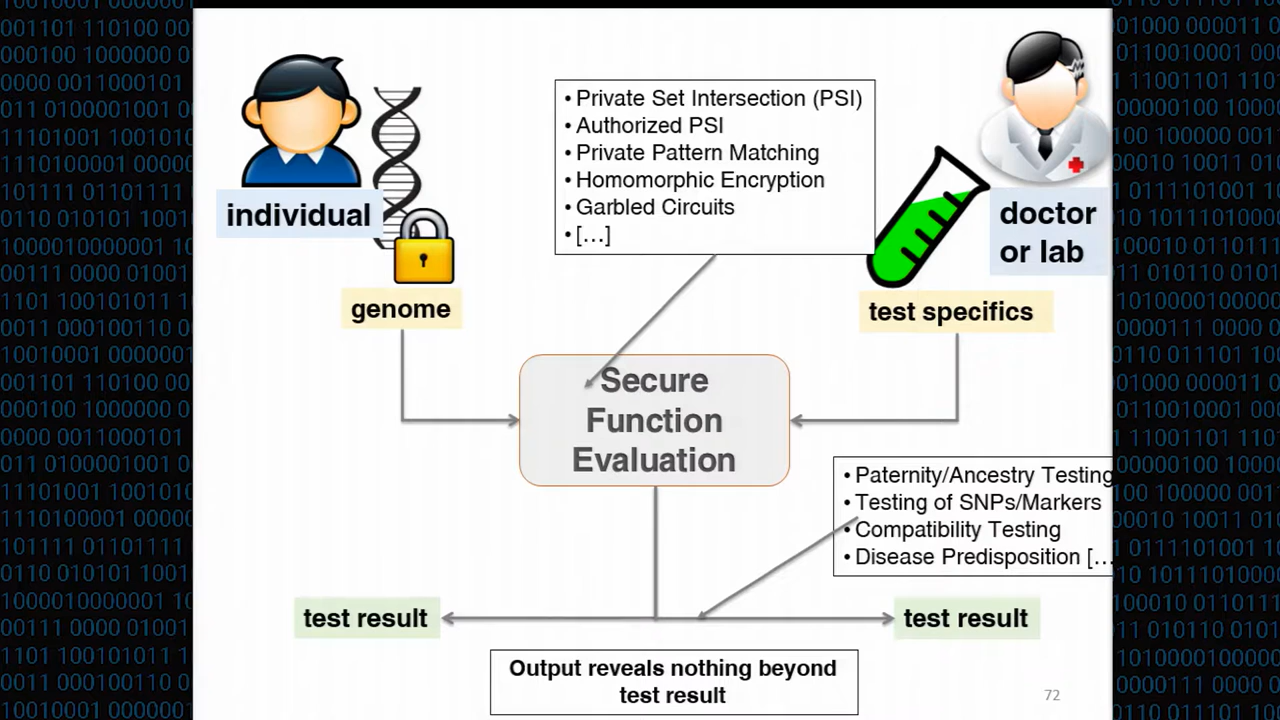 individual
genome
• Private Set Intersection (PSI)
• Authorized PSI
• Private Pattern Matching
• Homomorphic Encryption
• Garbled Circuits
• […]
doctor
or lab
test specifics
Secure
Function
Evaluation
• Paternity/Ancestry Testing
• Testing of SNPs/Markers
• Compatibility Testing
• Disease Predisposition [...
test result
test result
Output reveals nothing beyond
test result
72